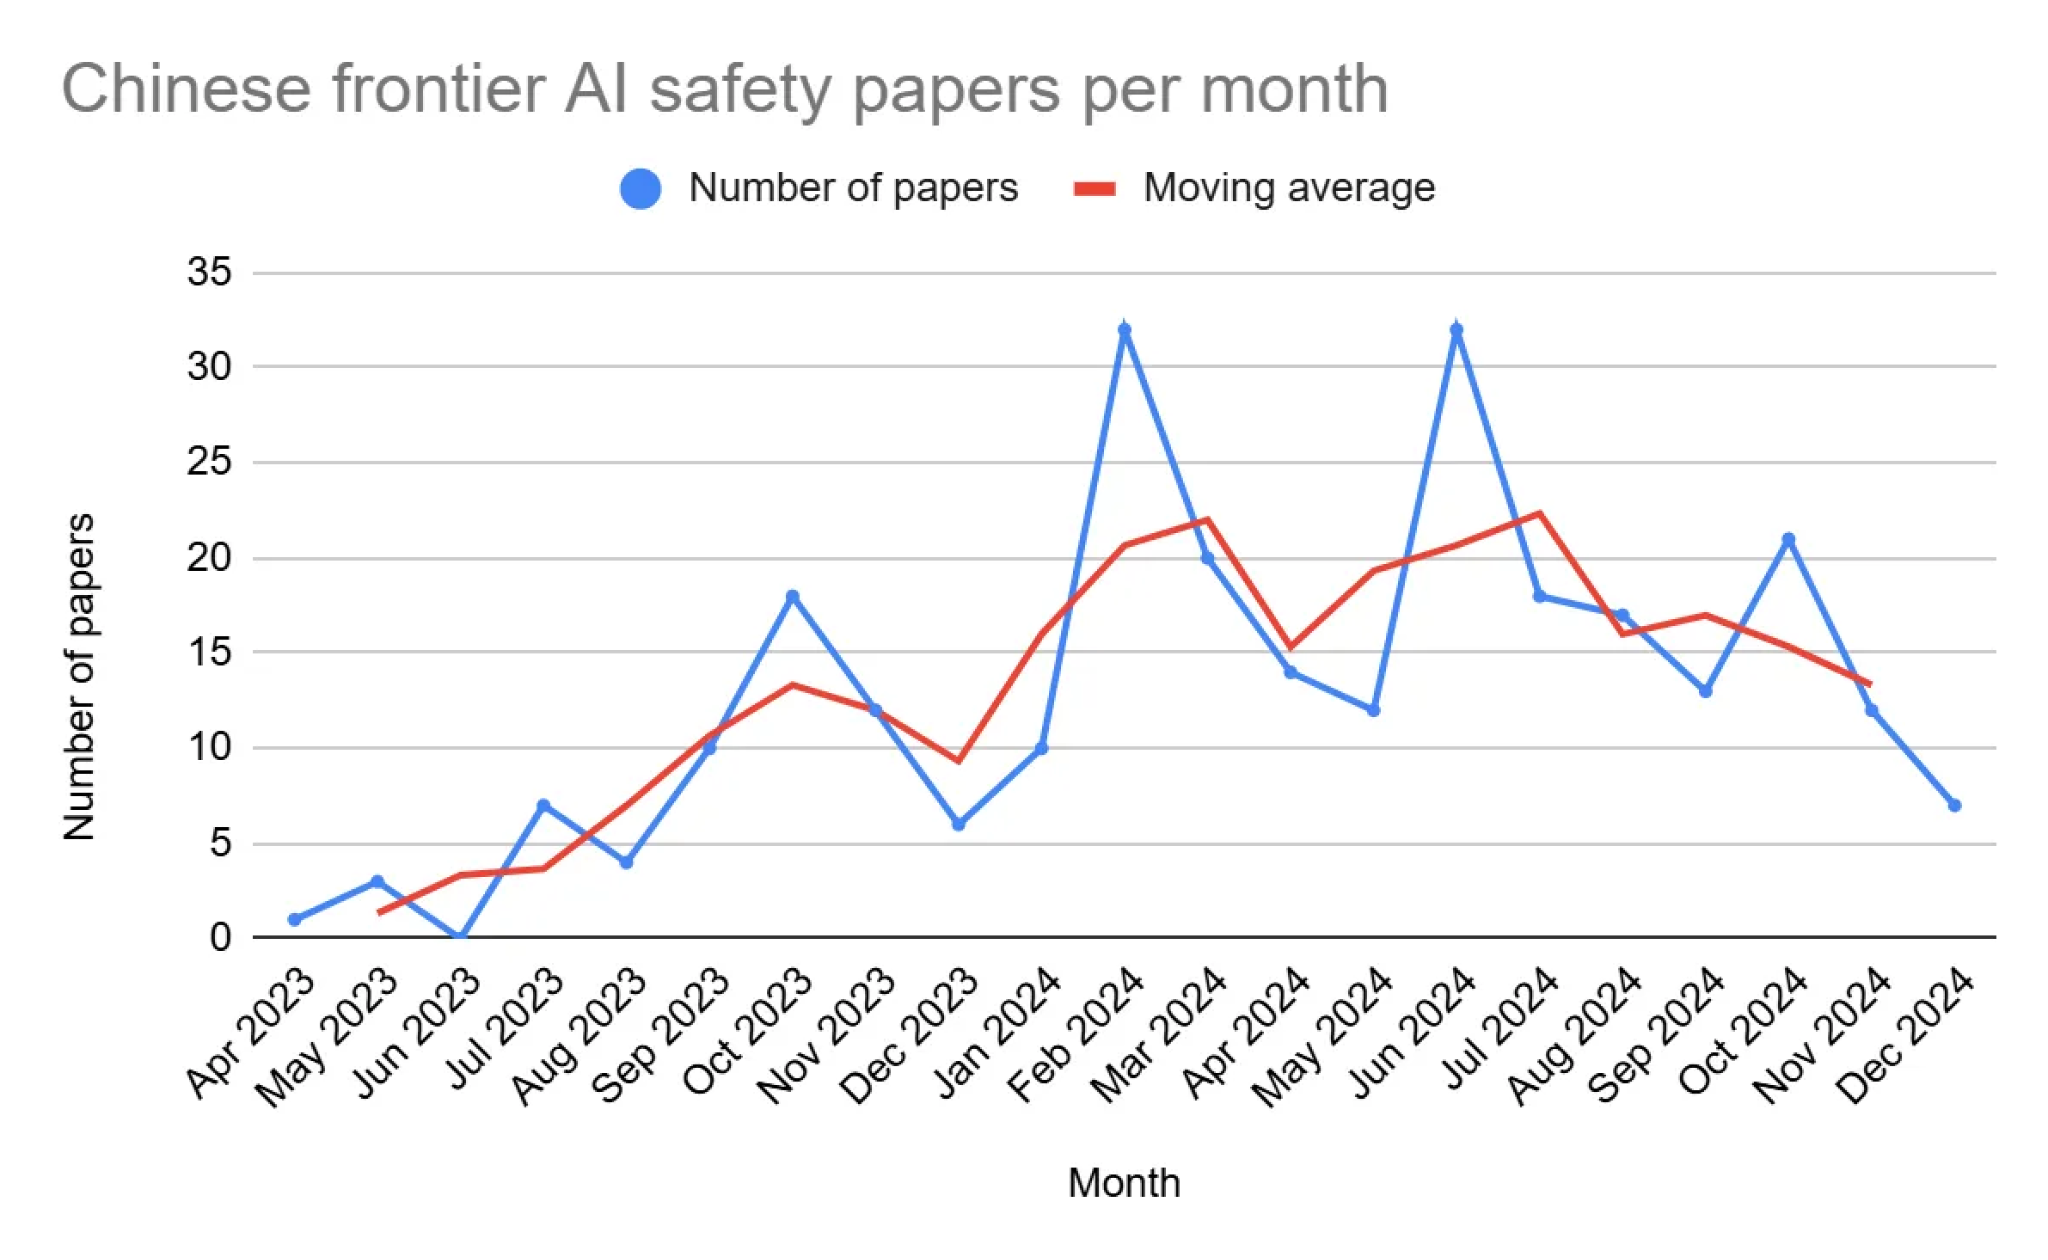 Chinese frontier AI safety papers per month
Number of papers
Moving average
35
30
25
20
15
10
5
0
Number of papers
Apr 2023
May 2023
Jun 2023
Jul 2023
Aug 2023
Sep 2023
Oct 2023
Nov 2023
Dec 2023
Jan 2024
Feb 2024
Mar 2024
Apr 2024
May 2024
Jun 2024
Jul 2024
Aug 2024
Sep 2024
Oct 2024
Nov 2024
Dec 2024
Month